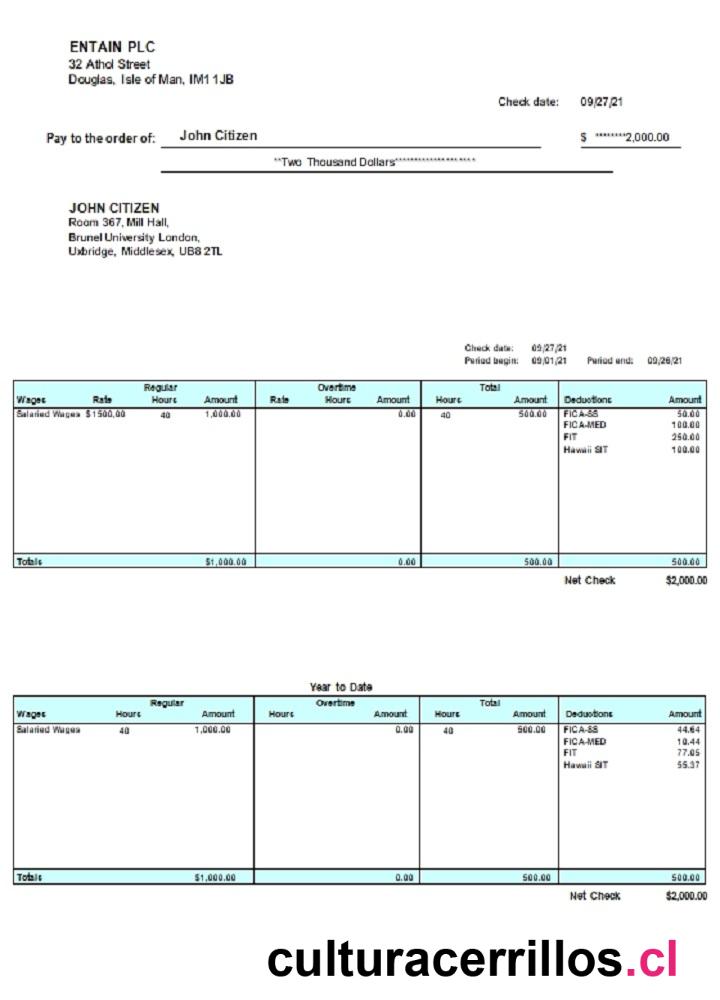 ENTAIN PLC
32 Athol Street
Douglas, Isle of Man, IM1 1JB
Check date: 09/27/21
Pay to the order of: John Citizen $ ********2,000.00
**Two Thousand Dollars********************
JOHN CITIZEN
Room 367, Mill Hall,
Brunel University London,
Uxbridge, Middlesex, UB8 2TL
Check date: 09/27/21
Period begin: 09/01/21 Period end: 09/26/21
Regular Overtime Total
Wages Rate Hours Amount Rate Hours Amount Hours Amount Deductions Amount
Salaried Wages $1500.00 40 1,000.00 0.00 40 500.00 FICA-SS 50.00
FICA-MED 100.00
FIT 250.00
Hawaii SIT 100.00
Totals $1,000.00 0.00 500.00 500.00
Net Check $2,000.00
Year to Date
Regular Overtime Total
Wages Hours Amount Hours Amount Hours Amount Deductions Amount
Salaried Wages 40 1,000.00 0.00 40 500.00 FICA-SS 44.64
FICA-MED 10.44
FIT 77.05
Hawaii SIT 55.37
Totals $1,000.00 0.00 500.00 500.00
Net Check $2,000.00
culturacerrillos.cl